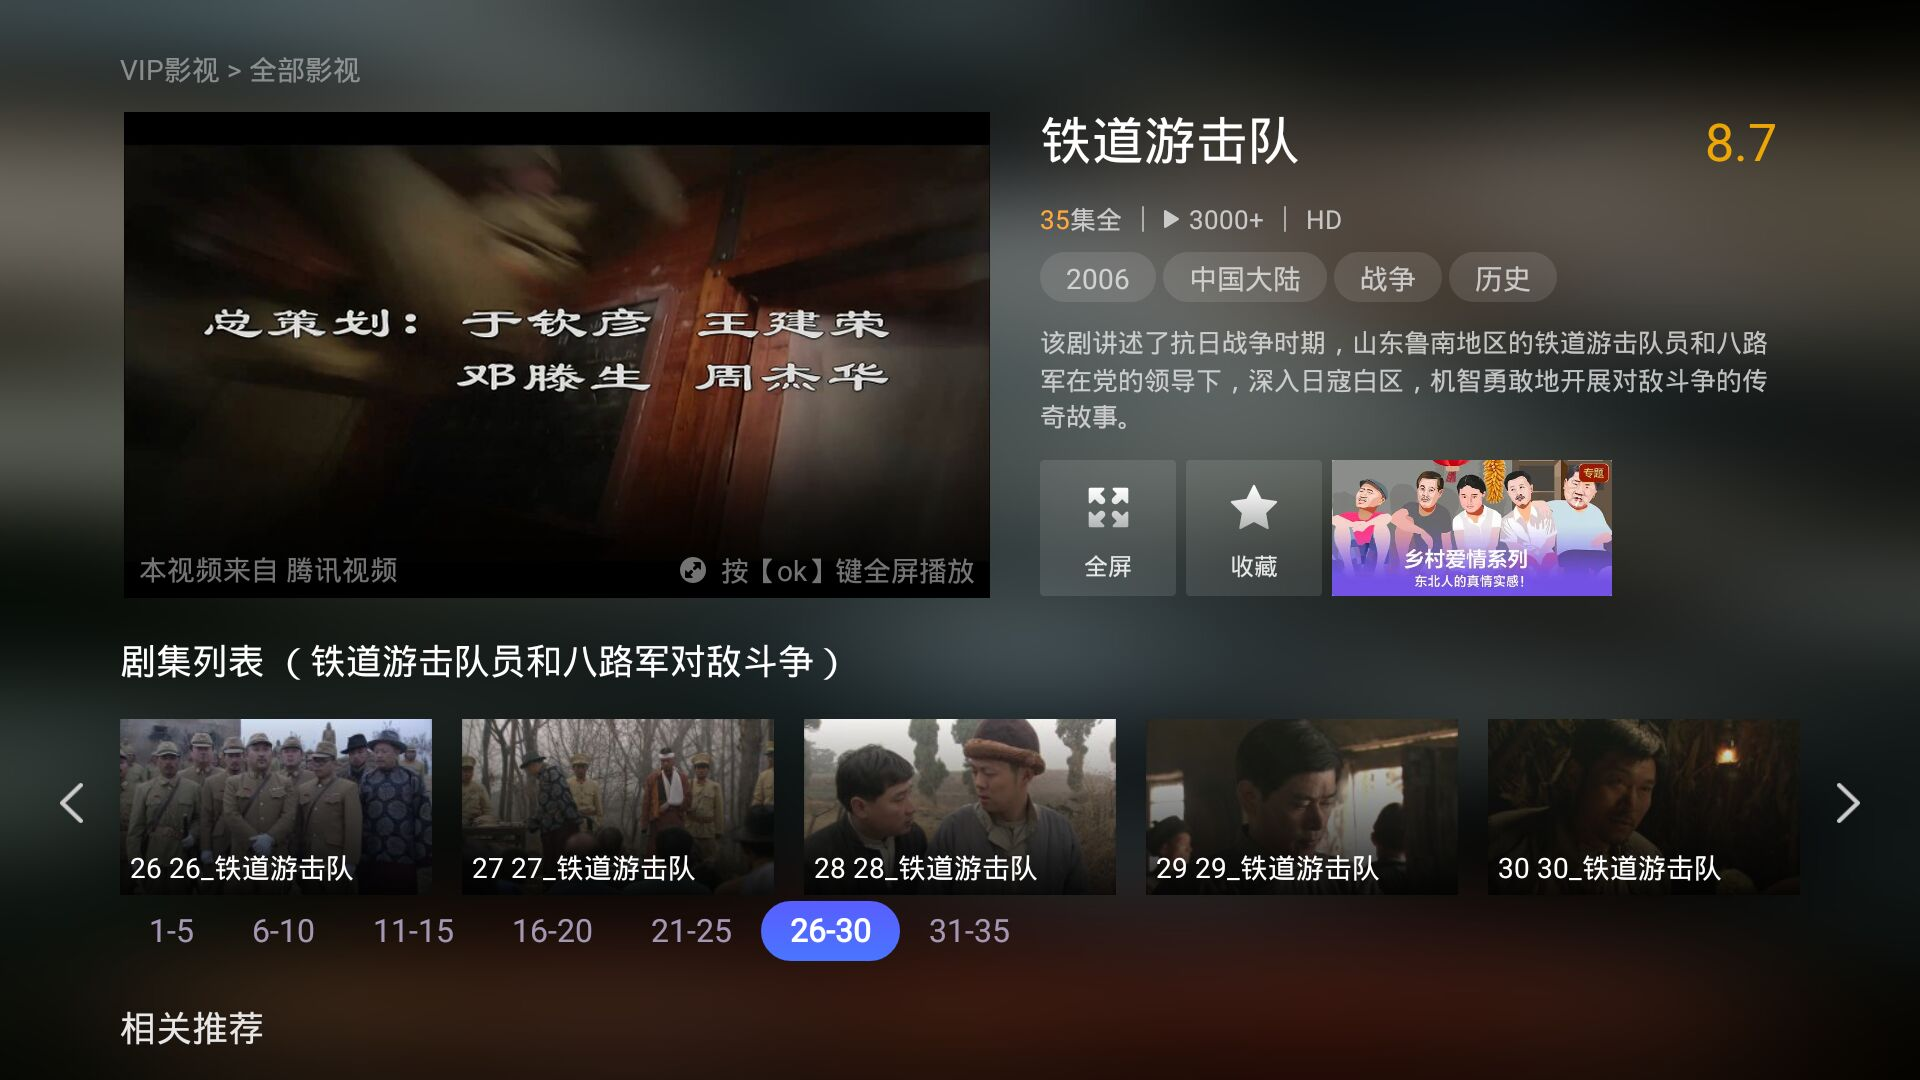 VIP影视 > 全部影视
总策划：于钦彦 王建荣
邓滕生 周杰华
本视频来自 腾讯视频
按【ok】键全屏播放
铁道游击队
8.7
35集全 | 3000+ | HD
2006 中国大陆 战争 历史
该剧讲述了抗日战争时期，山东鲁南地区的铁道游击队员和八路
军在党的领导下，深入日寇白区，机智勇敢地开展对敌斗争的传
奇故事。
全屏
收藏
专题
乡村爱情系列
东北人的真情实感！
剧集列表 （铁道游击队员和八路军对敌斗争）
26 26_铁道游击队
27 27_铁道游击队
28 28_铁道游击队
29 29_铁道游击队
30 30_铁道游击队
1-5 6-10 11-15 16-20 21-25 26-30 31-35
相关推荐